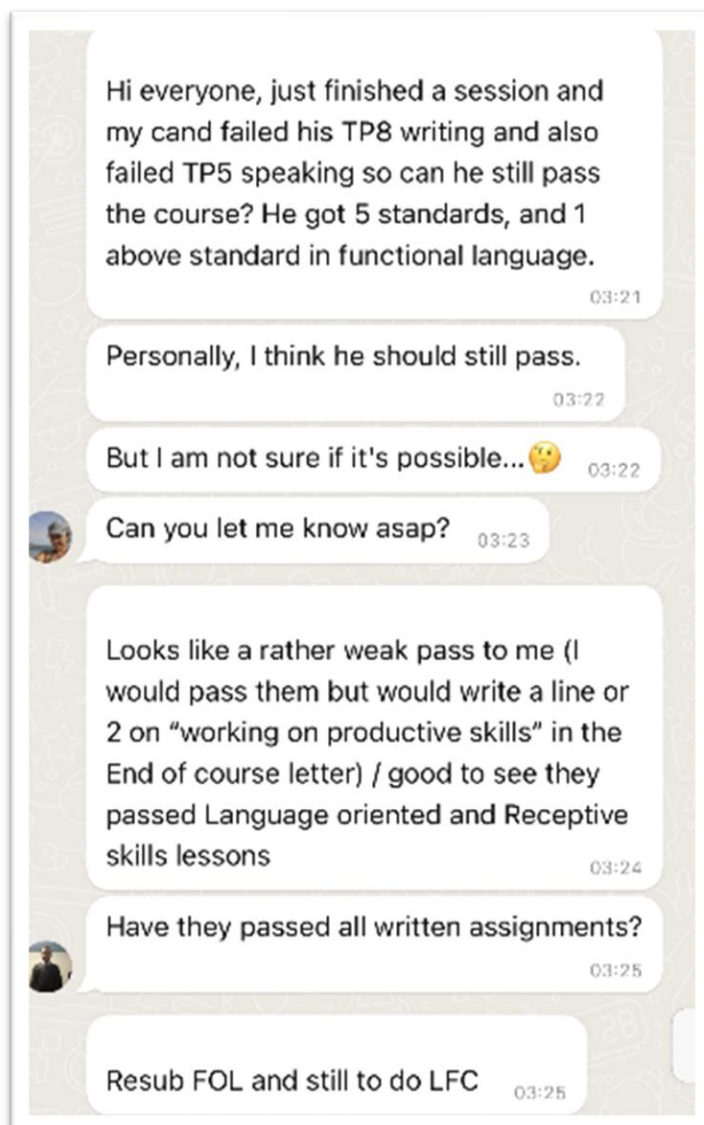 Hi everyone, just finished a session and
my cand failed his TP8 writing and also
failed TP5 speaking so can he still pass
the course? He got 5 standards, and 1
above standard in functional language.
03:21
Personally, I think he should still pass.
03:22
But I am not sure if it's possible...🤔 03:22
Can you let me know asap? 03:23
Looks like a rather weak pass to me (I
would pass them but would write a line or
2 on “working on productive skills” in the
End of course letter) / good to see they
passed Language oriented and Receptive
skills lessons 03:24
Have they passed all written assignments?
03:25
Resub FOL and still to do LFC 03:25